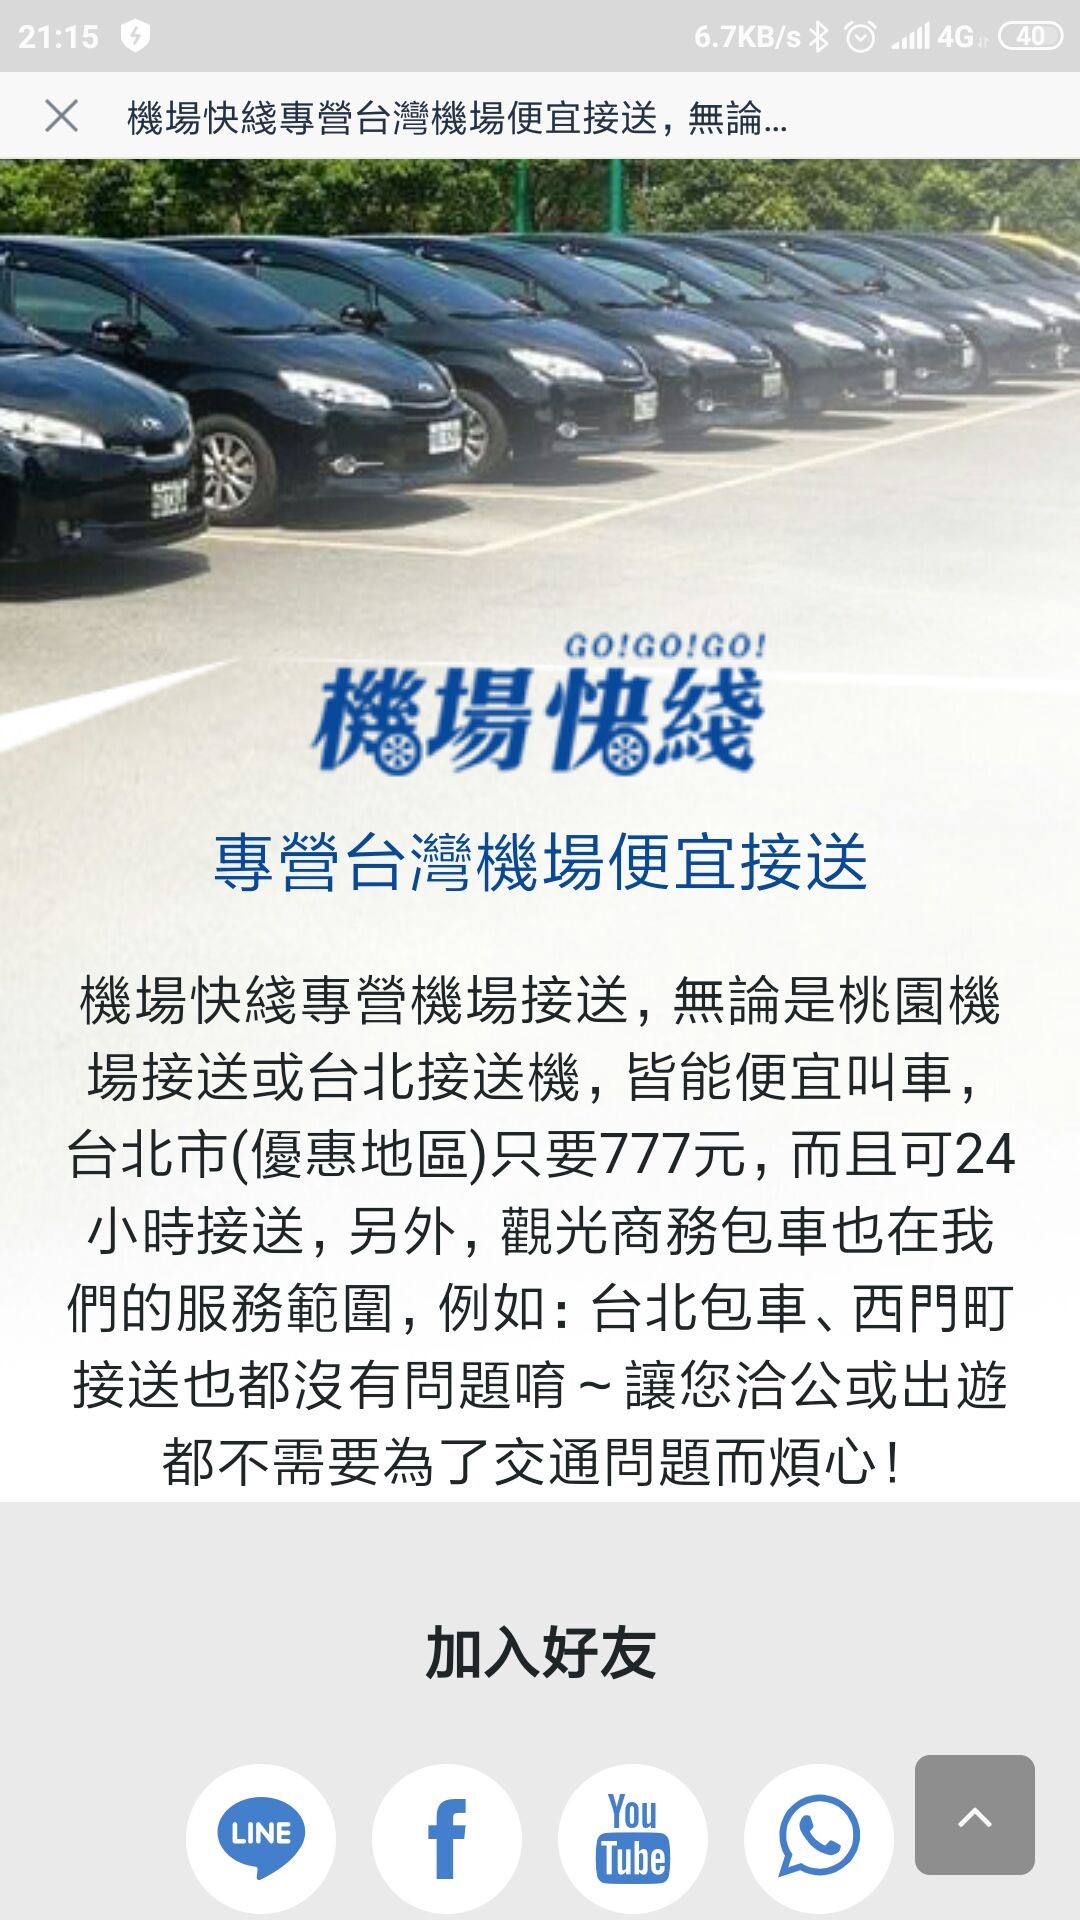 21:15
6.7KB/s 4G 40
機場快綫專營台灣機場便宜接送, 無論...
GO!GO!GO!
機場快綫
專營台灣機場便宜接送
機場快綫專營機場接送, 無論是桃園機
場接送或台北接送機, 皆能便宜叫車,
台北市(優惠地區)只要777元, 而且可24
小時接送, 另外, 觀光商務包車也在我
們的服務範圍, 例如: 台北包車、西門町
接送也都沒有問題唷~讓您洽公或出遊
都不需要為了交通問題而煩心!
加入好友
LINE
f
You
Tube